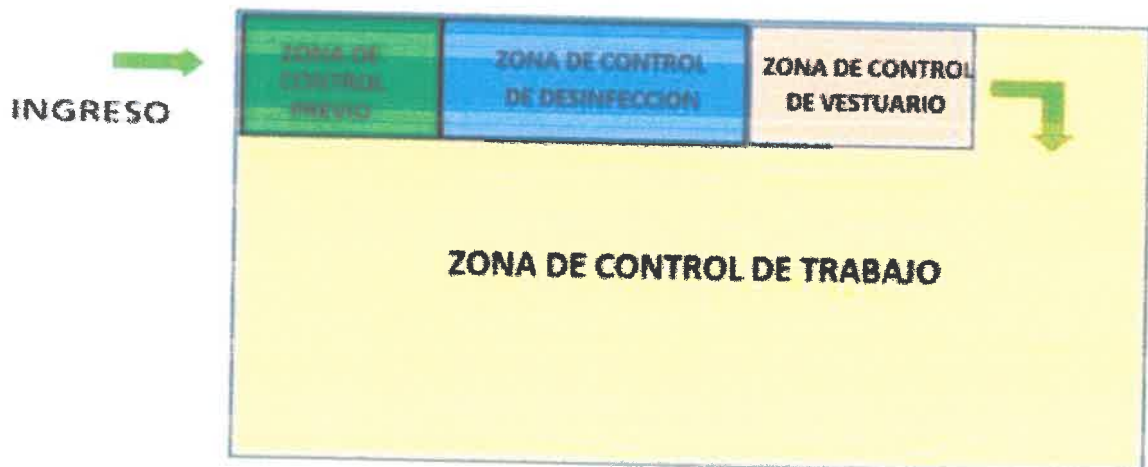 INGRESO
ZONA DE
CONTROL
PREVIO
ZONA DE CONTROL
DE DESINFECCION
ZONA DE CONTROL
DE VESTUARIO
ZONA DE CONTROL DE TRABAJO